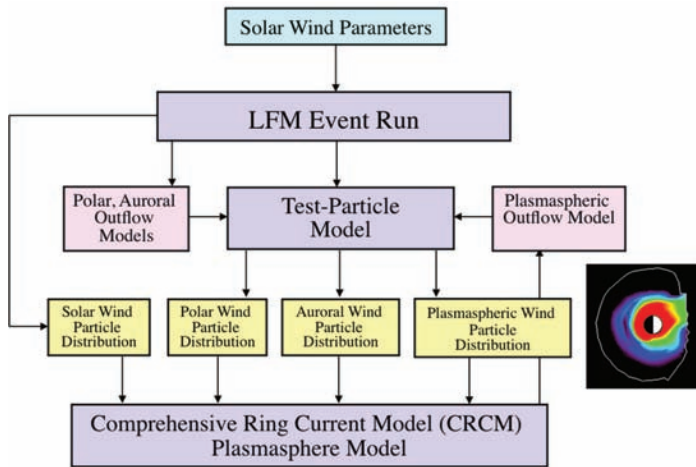 Solar Wind Parameters
LFM Event Run
Polar, Auroral
Outflow
Models
Test-Particle
Model
Plasmaspheric
Outflow Model
Solar Wind
Particle
Distribution
Polar Wind
Particle
Distribution
Auroral Wind
Particle
Distribution
Plasmaspheric Wind
Particle
Distribution
Comprehensive Ring Current Model (CRCM)
Plasmasphere Model